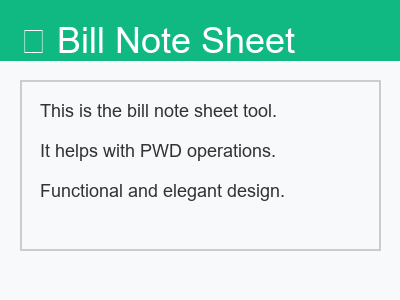 Bill Note Sheet
This is the bill note sheet tool.
It helps with PWD operations.
Functional and elegant design.